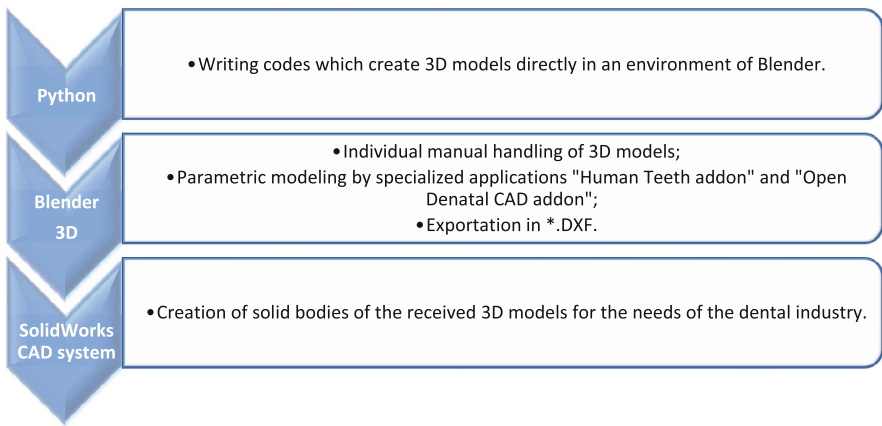 Python
•Writing codes which create 3D models directly in an environment of Blender.
Blender
3D
•Individual manual handling of 3D models;
•Parametric modeling by specialized applications "Human Teeth addon" and "Open
Denatal CAD addon";
•Exportation in *.DXF.
SolidWorks
CAD system
•Creation of solid bodies of the received 3D models for the needs of the dental industry.